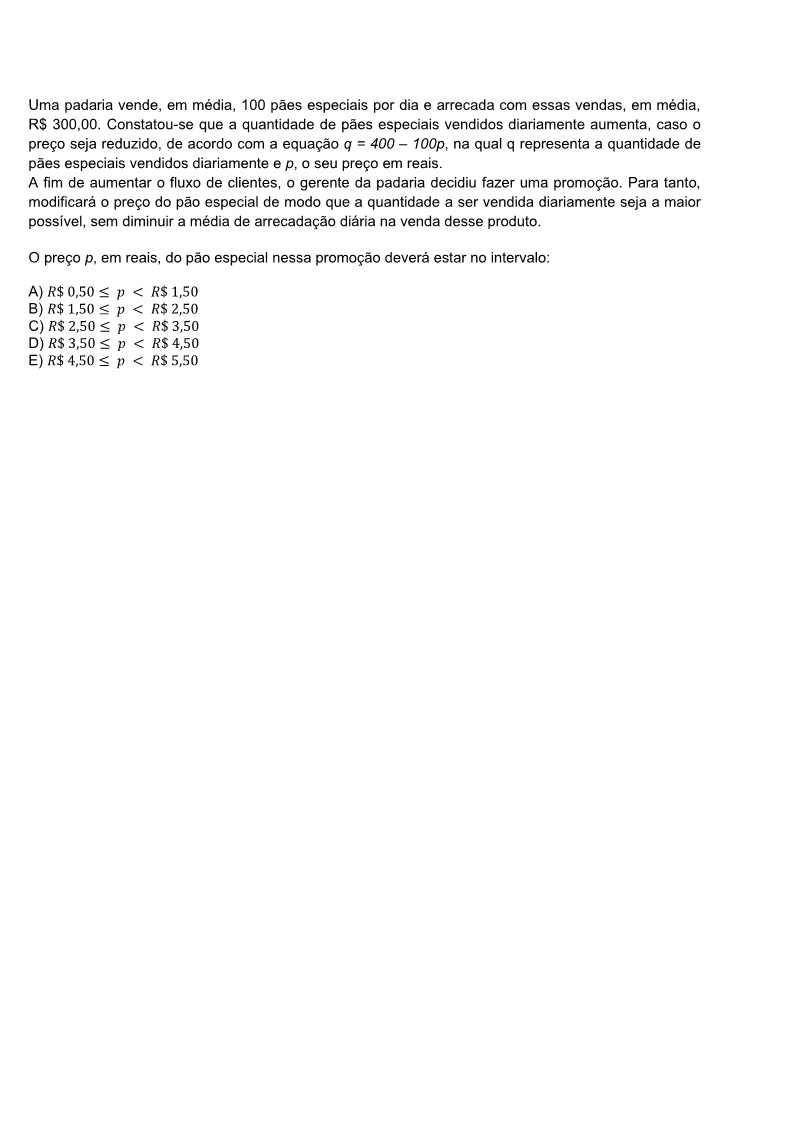 Uma padaria vende, em média, 100 pães especiais por dia e arrecada com essas vendas, em média,
R$ 300,00. Constatou-se que a quantidade de pães especiais vendidos diariamente aumenta, caso o
preço seja reduzido, de acordo com a equação q = 400 – 100p, na qual q representa a quantidade de
pães especiais vendidos diariamente e p, o seu preço em reais.
A fim de aumentar o fluxo de clientes, o gerente da padaria decidiu fazer uma promoção. Para tanto,
modificará o preço do pão especial de modo que a quantidade a ser vendida diariamente seja a maior
possível, sem diminuir a média de arrecadação diária na venda desse produto.
O preço p, em reais, do pão especial nessa promoção deverá estar no intervalo:
A) R$ 0,50 ≤ p < R$ 1,50
B) R$ 1,50 ≤ p < R$ 2,50
C) R$ 2,50 ≤ p < R$ 3,50
D) R$ 3,50 ≤ p < R$ 4,50
E) R$ 4,50 ≤ p < R$ 5,50